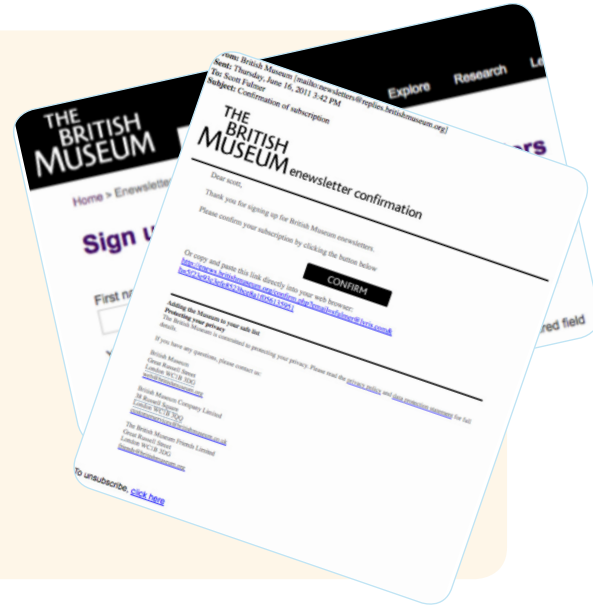 THE
BRITISH
MUSEUM
Explore
Research
Home > Enewslette
Sign u
ers
First na
red field
From: British Museum [mailto:newsletters@replies.britishmuseum.org]
Sent: Thursday, June 16, 2011 3:42 PM
To: Scott Fulmer
Subject: Confirmation of subscription
THE
BRITISH
MUSEUM enewsletter confirmation
Dear scott,
Thank you for signing up for British Museum enewsletters.
Please confirm your subscription by clicking the button below
CONFIRM
Or copy and paste this link directly into your web browser:
Adding the Museum to your safe list
Protecting your privacy
The British Museum is committed to protecting your privacy. Please read the privacy policy and data protection statement for full
details.
If you have any questions, please contact us:
British Museum
Great Russell Street
London WC1B 3DG
British Museum Company Limited
38 Russell Square
London WC1B 3QQ
The British Museum Friends Limited
Great Russell Street
London WC1B 3DG
friends@britishmuseum.org
To unsubscribe, click here